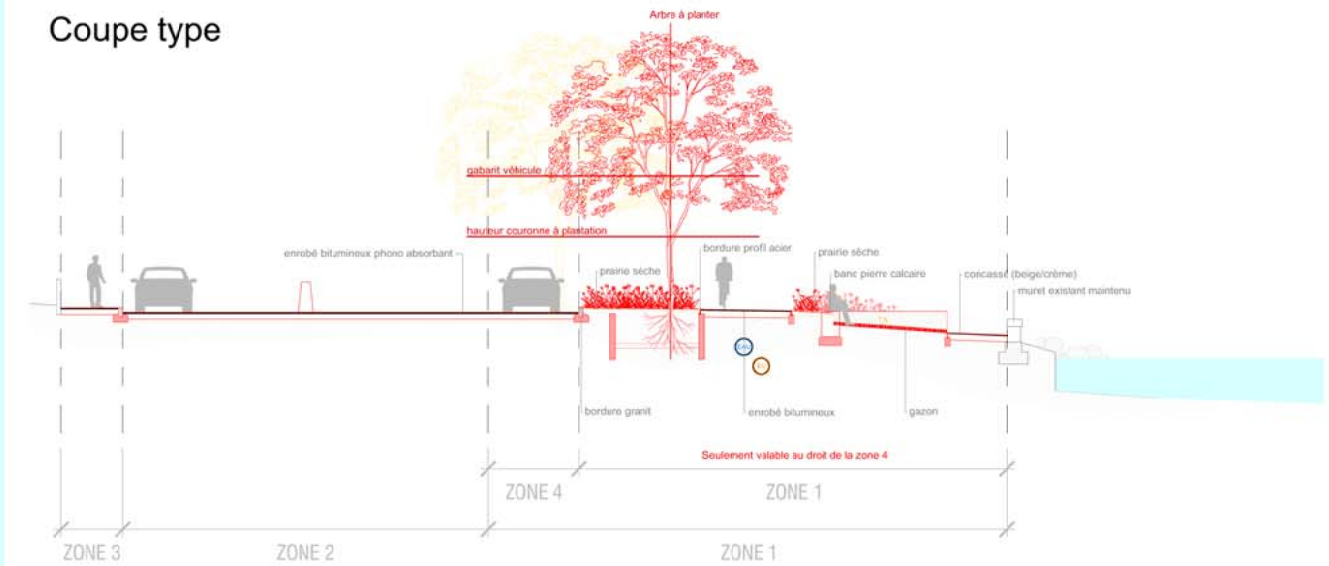 Coupe type
Arbre à planter
gabarit véhicule
hauteur couronne à plantation
enrobé bitumineux phono absorbant
bordure profil acier
prairie sèche
prairie sèche
banc pierre calcaire
concassé (beige/crème)
muret existant maintenu
EAU
bordure granit
enrobé bitumineux
gazon
Seulement valable au droit de la zone 4
ZONE 4
ZONE 1
ZONE 3
ZONE 2
ZONE 1